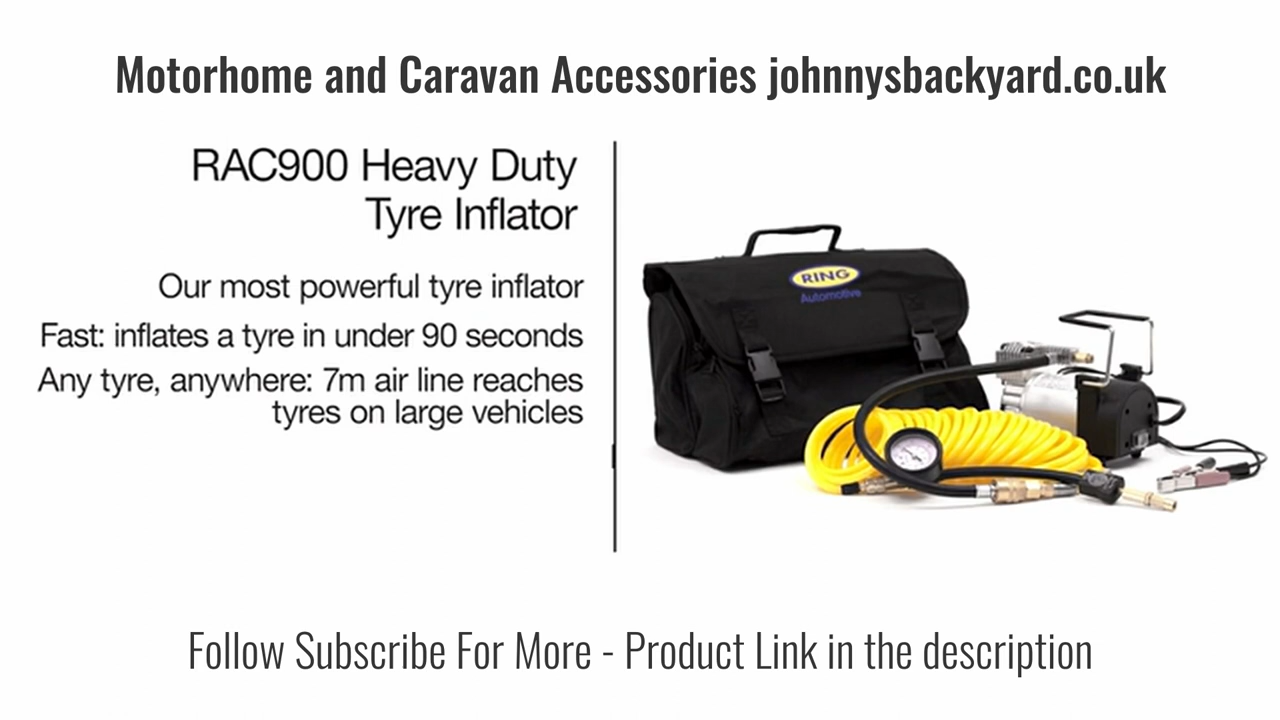 Motorhome and Caravan Accessories johnnysbackyard.co.uk
RAC900 Heavy Duty
Tyre Inflator
Our most powerful tyre inflator
Fast: inflates a tyre in under 90 seconds
Any tyre, anywhere: 7m air line reaches
tyres on large vehicles
RING
Automotive
Follow Subscribe For More - Product Link in the description